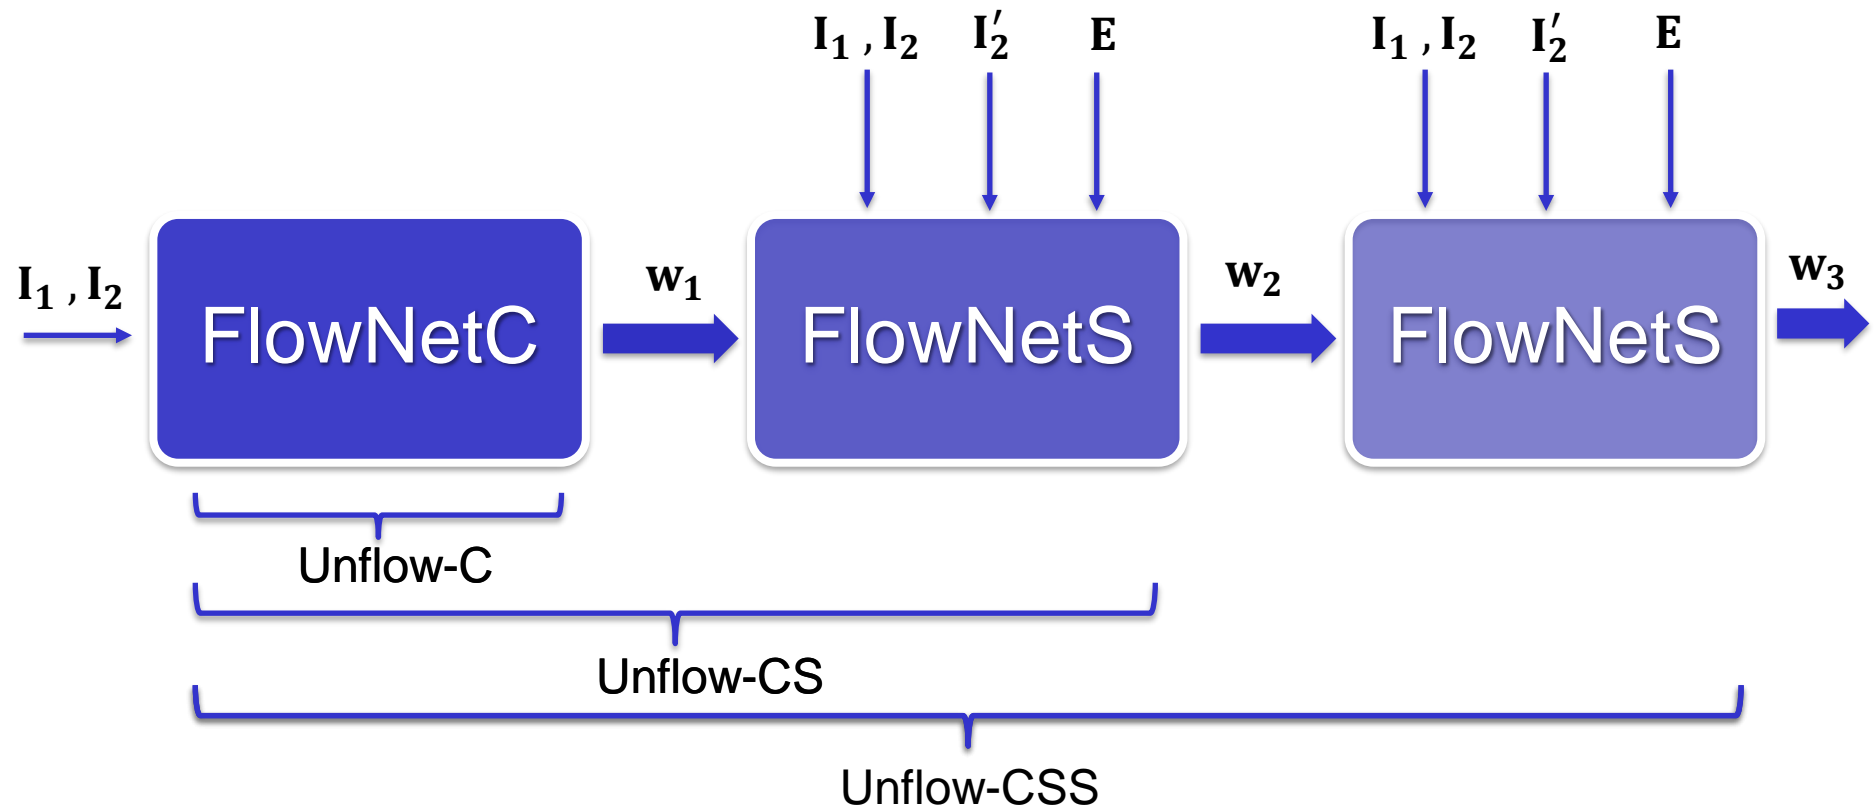 I₁ , I₂ I₂′ E I₁ , I₂ I₂′ E
I₁ , I₂ w₁ w₂ w₃
FlowNetC FlowNetS FlowNetS
Unflow-C
Unflow-CS
Unflow-CSS